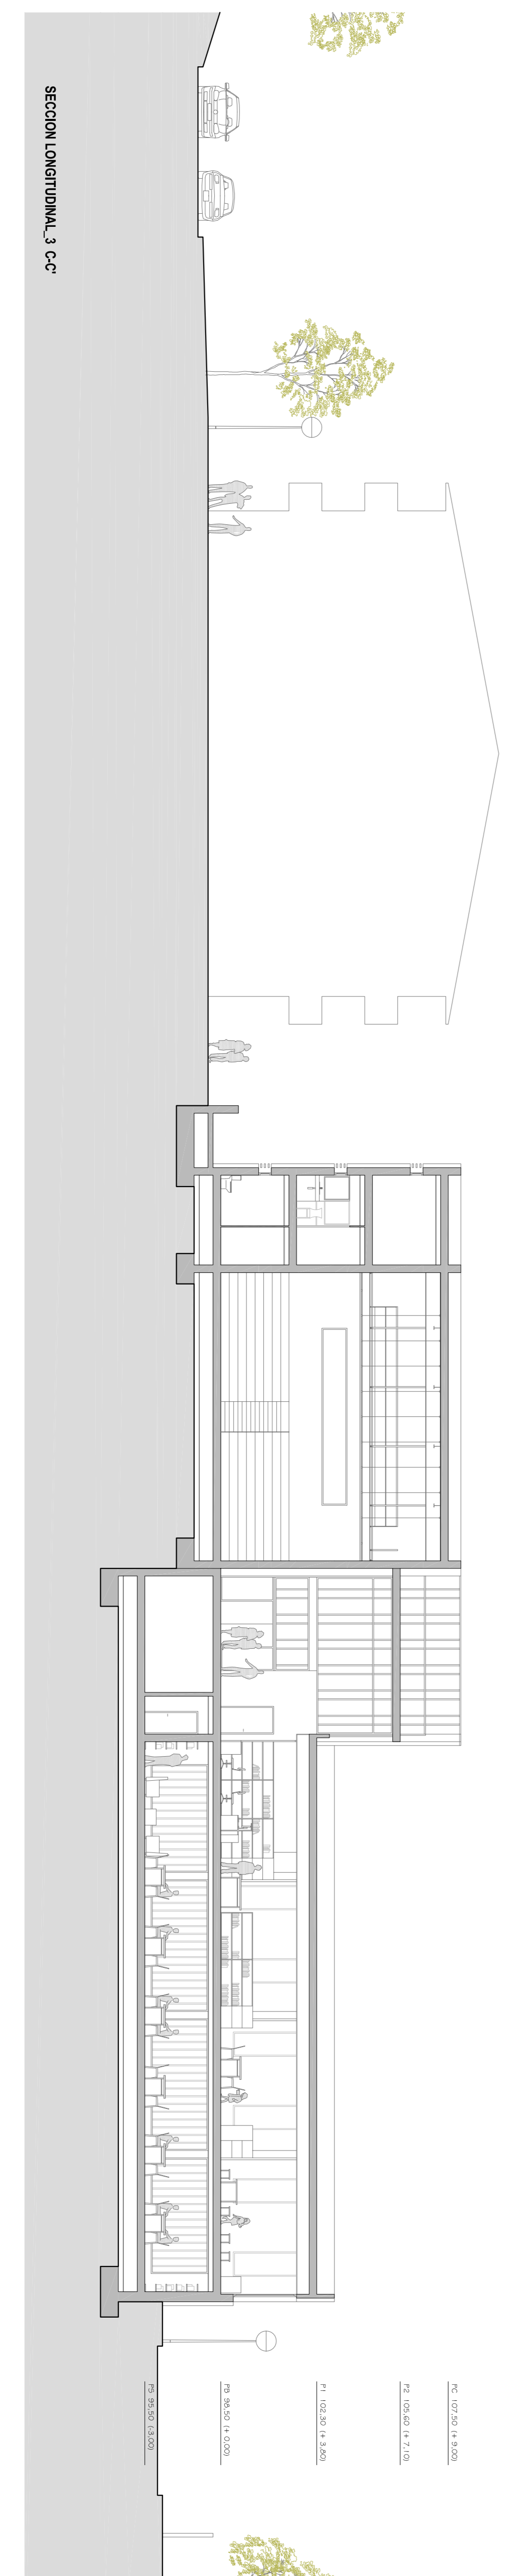 SECCION LONGITUDINAL_3 C-C'
PC 107,50 (+ 9,00)
P2 105,60 (+ 7,10)
P1 102,30 (+ 3,80)
PB 98,50 (+ 0,00)
PS 95,50 (-3,00)